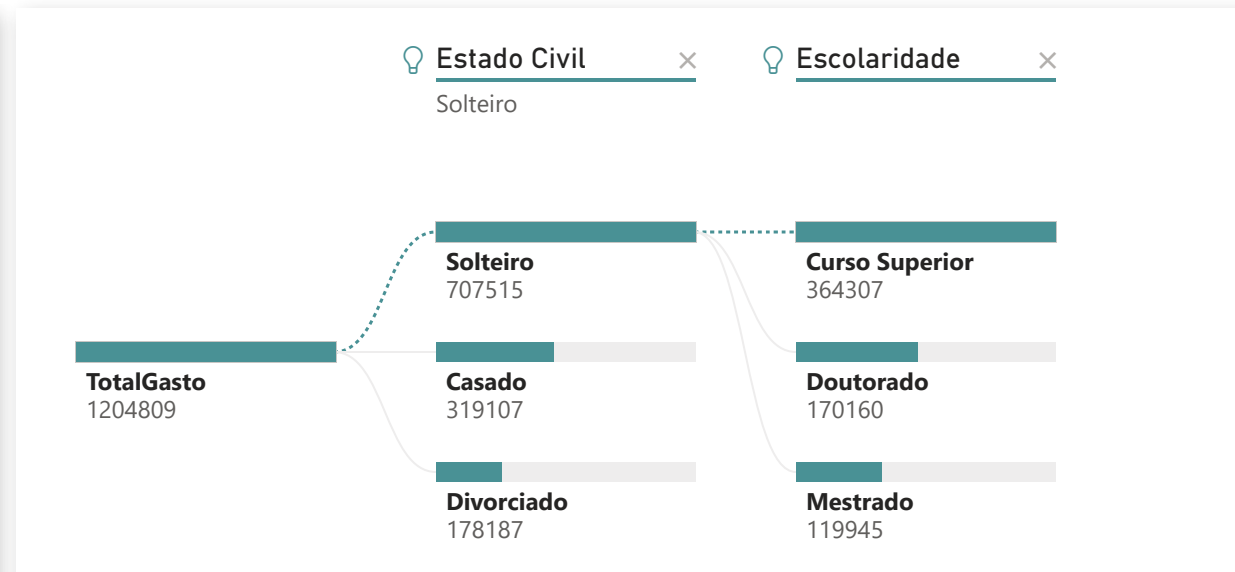 Estado Civil
Solteiro
Escolaridade
TotalGasto
1204809
Solteiro
707515
Casado
319107
Divorciado
178187
Curso Superior
364307
Doutorado
170160
Mestrado
119945